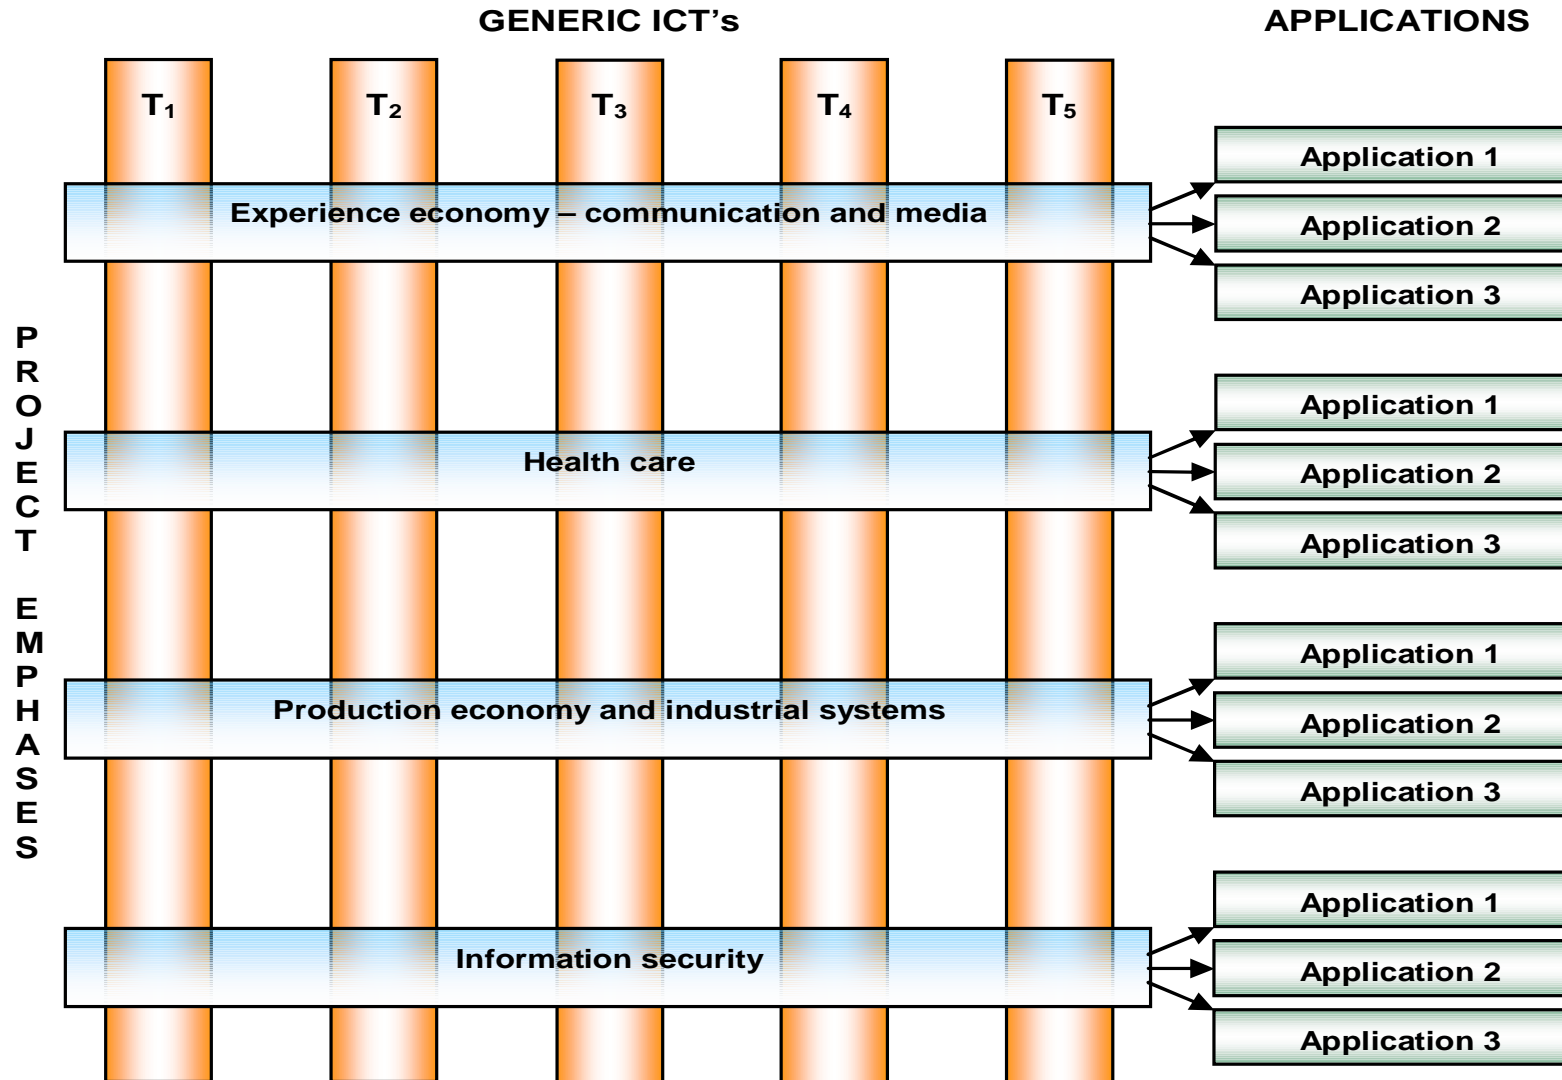 GENERIC ICT's
APPLICATIONS
T₁
T₂
T₃
T₄
T₅
PROJECT EMPHASES
Experience economy – communication and media
Application 1
Application 2
Application 3
Health care
Application 1
Application 2
Application 3
Production economy and industrial systems
Application 1
Application 2
Application 3
Information security
Application 1
Application 2
Application 3